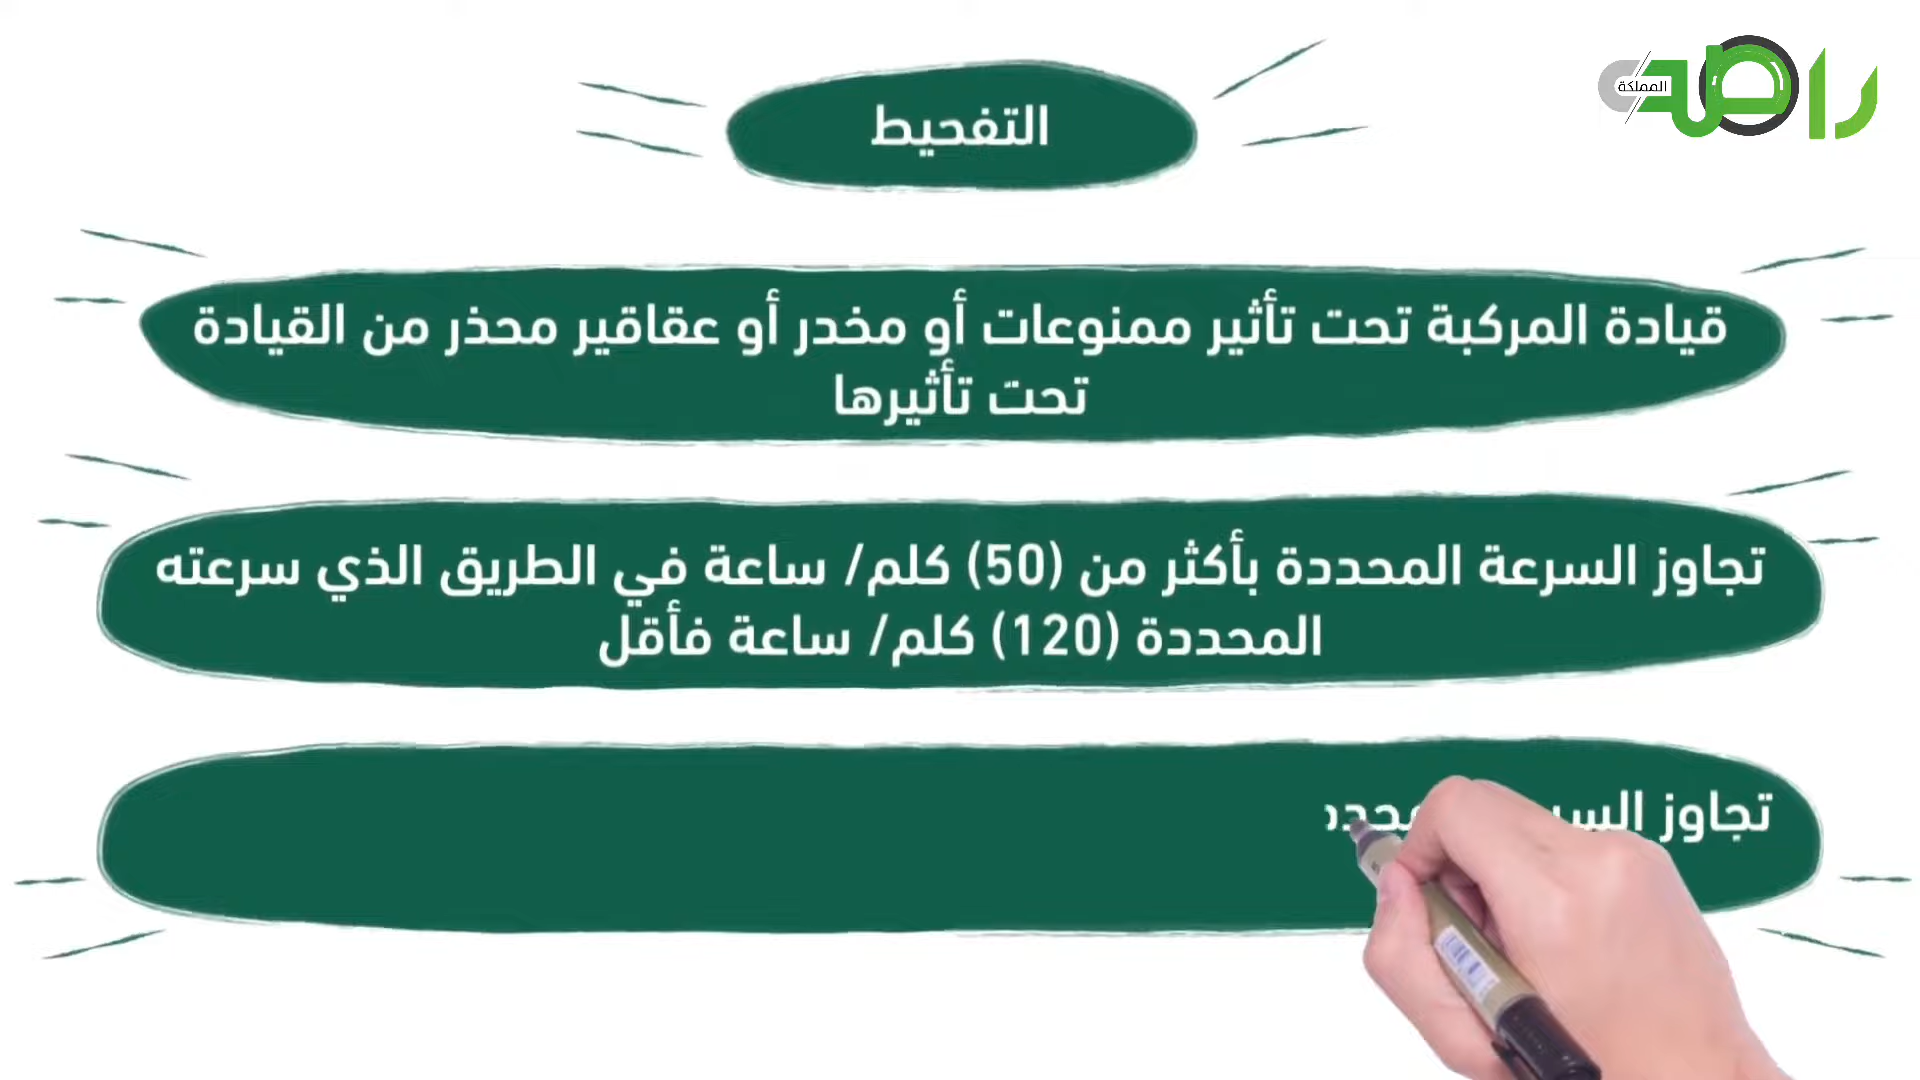 راصد
المملكة
التفحيط
قيادة المركبة تحت تأثير ممنوعات أو مخدر أو عقاقير محذر من القيادة
تحت تأثيرها
تجاوز السرعة المحددة بأكثر من (50) كلم/ ساعة في الطريق الذي سرعته
المحددة (120) كلم/ ساعة فأقل
تجاوز